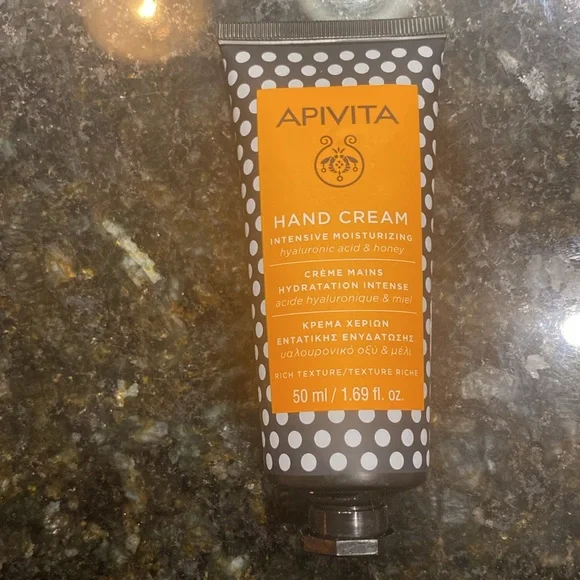 APIVITA
HAND CREAM
INTENSIVE MOISTURIZING
hyaluronic acid & honey
CRÈME MAINS
HYDRATATION INTENSE
acide hyaluronique & miel
ΚΡΕΜΑ ΧΕΡΙΩΝ
ΕΝΤΑΤΙΚΗΣ ΕΝΥΔΑΤΩΣΗΣ
υαλουρονικό οξύ & μέλι
RICH TEXTURE/TEXTURE RICHE
50 ml / 1.69 fl. oz.